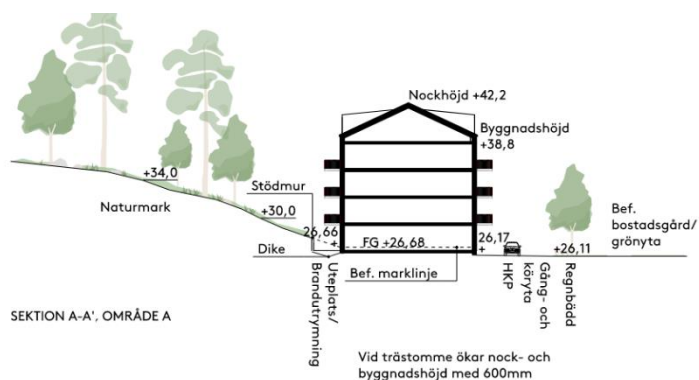 Nockhöjd +42,2
Byggnadshöjd
+38,8
+34,0
Naturmark
Stödmur
+30,0
26,66
+
FG +26,68
26,17
+
Dike
Bef. marklinje
Uteplats/
Brandutrymning
HKP
Gång- och
köryta
+26,11
Regnbödd
Bef.
bostadsgård/
grönyta
SEKTION A-A', OMRÅDE A
Vid trästomme ökar nock- och
byggnadshöjd med 600mm